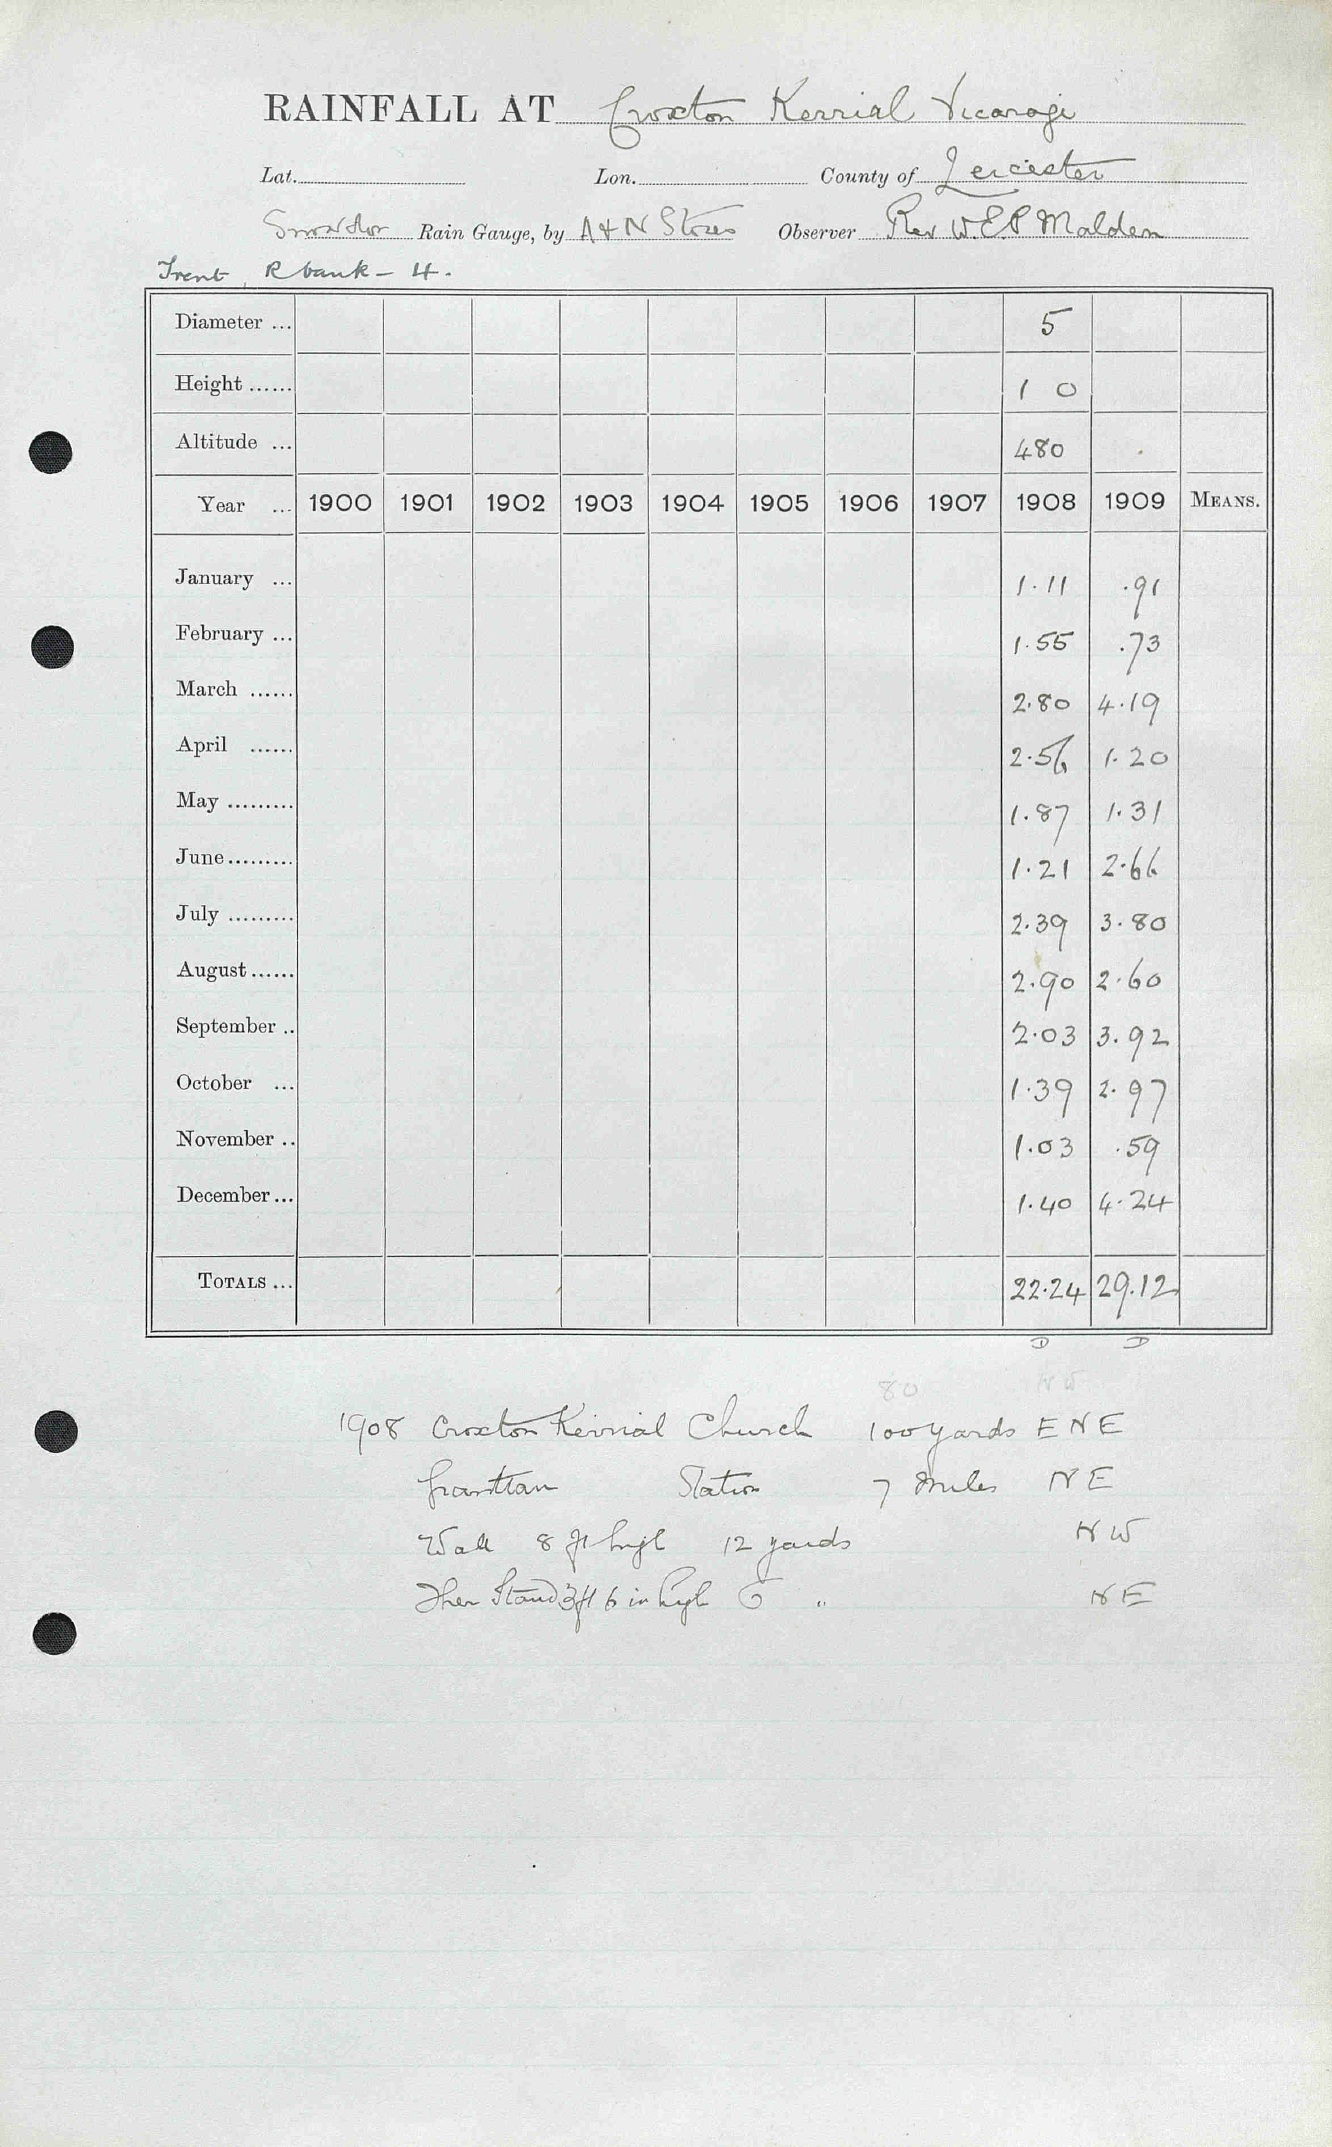 RAINFALL AT Croxton Kerrial Vicarage
Lat. Lon. County of Leicester
Snowdon Rain Gauge, by A & N Stores Observer Rev W.E.P Malden
Trent, R bank - 4.
Diameter ... 5
Height ...... 1 0
Altitude ... 480
Year ... 1900 1901 1902 1903 1904 1905 1906 1907 1908 1909 MEANS.
January ... 1.11 .91
February ... 1.55 .73
March ...... 2.80 4.19
April ...... 2.56 1.20
May ......... 1.87 1.31
June ......... 1.21 2.66
July ......... 2.39 3.80
August ...... 2.90 2.60
September .. 2.03 3.92
October ... 1.39 2.97
November .. 1.03 .59
December ... 1.40 4.24
TOTALS ... 22.24 29.12
D D
80 NW
1908 Croxton Kerrial Church 100 yards E N E
Grantham Station 7 miles N E
Wall 8 ft high 12 yards N W
Ther Stand 3 ft 6 in high 6 " N E